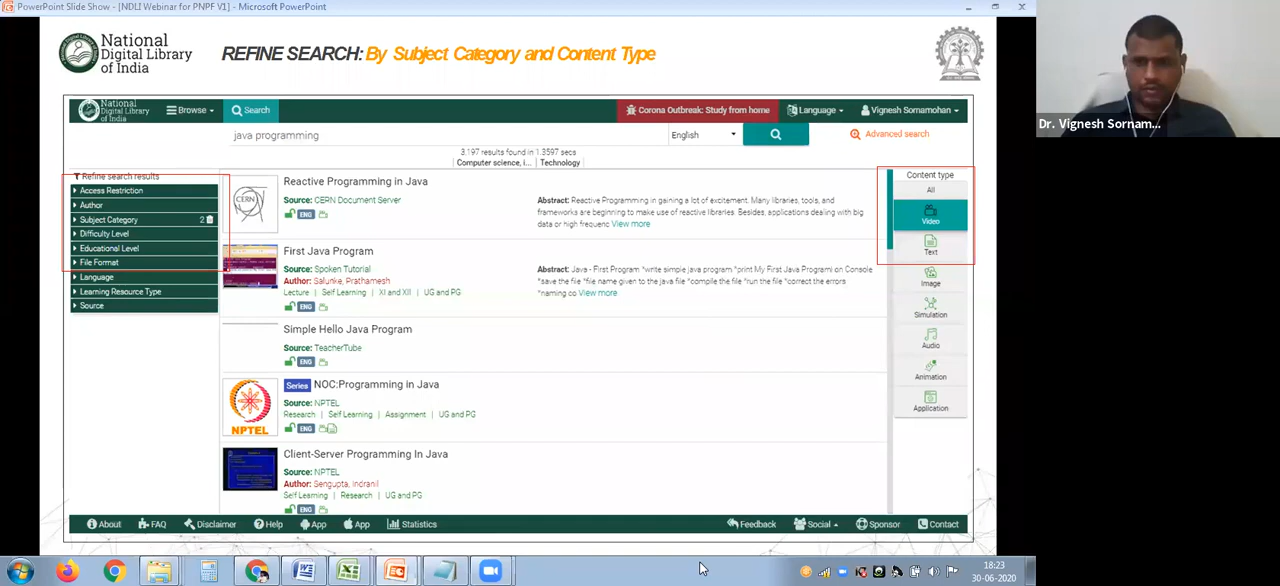 PowerPoint Slide Show - [NDLI Webinar for PNPF V1] - Microsoft PowerPoint
National
Digital Library
of India
REFINE SEARCH: By Subject Category and Content Type
National
Digital Library
of India
Browse
Search
Corona Outbreak: Study from home
Language
Vignesh Sornamohan
java programming
English
Advanced search
3,197 results found in 1.3597 secs
Computer science, i... | Technology
Refine search results
Access Restriction
Author
Subject Category 2
Difficulty Level
Educational Level
File Format
Language
Learning Resource Type
Source
Reactive Programming in Java
Source: CERN Document Server
ENG
Abstract: Reactive Programming in gaining a lot of excitement. Many libraries, tools, and
frameworks are beginning to make use of reactive libraries. Besides, applications dealing with big
data or high frequenc View more
CERN
First Java Program
Source: Spoken Tutorial
Author: Salunke, Prathamesh
Lecture | Self Learning | XI and XII | UG and PG
ENG
Abstract: Java - First Program *write simple java program *print My First Java Program! on Console
*save the file *file name given to the java file *compile the file *run the file *correct the errors
*naming co View more
Simple Hello Java Program
Source: TeacherTube
ENG
Series NOC:Programming in Java
Source: NPTEL
Research | Self Learning | Assignment | UG and PG
ENG
NPTEL
Client-Server Programming In Java
Source: NPTEL
Author: Sengupta, Indranil
Self Learning | Research | UG and PG
ENG
Content type
All
Video
Text
Image
Simulation
Audio
Animation
Application
About
FAQ
Disclaimer
Help
App
App
Statistics
Feedback
Social
Sponsor
Contact
Dr. Vignesh Sornam...
18:23
30-06-2020